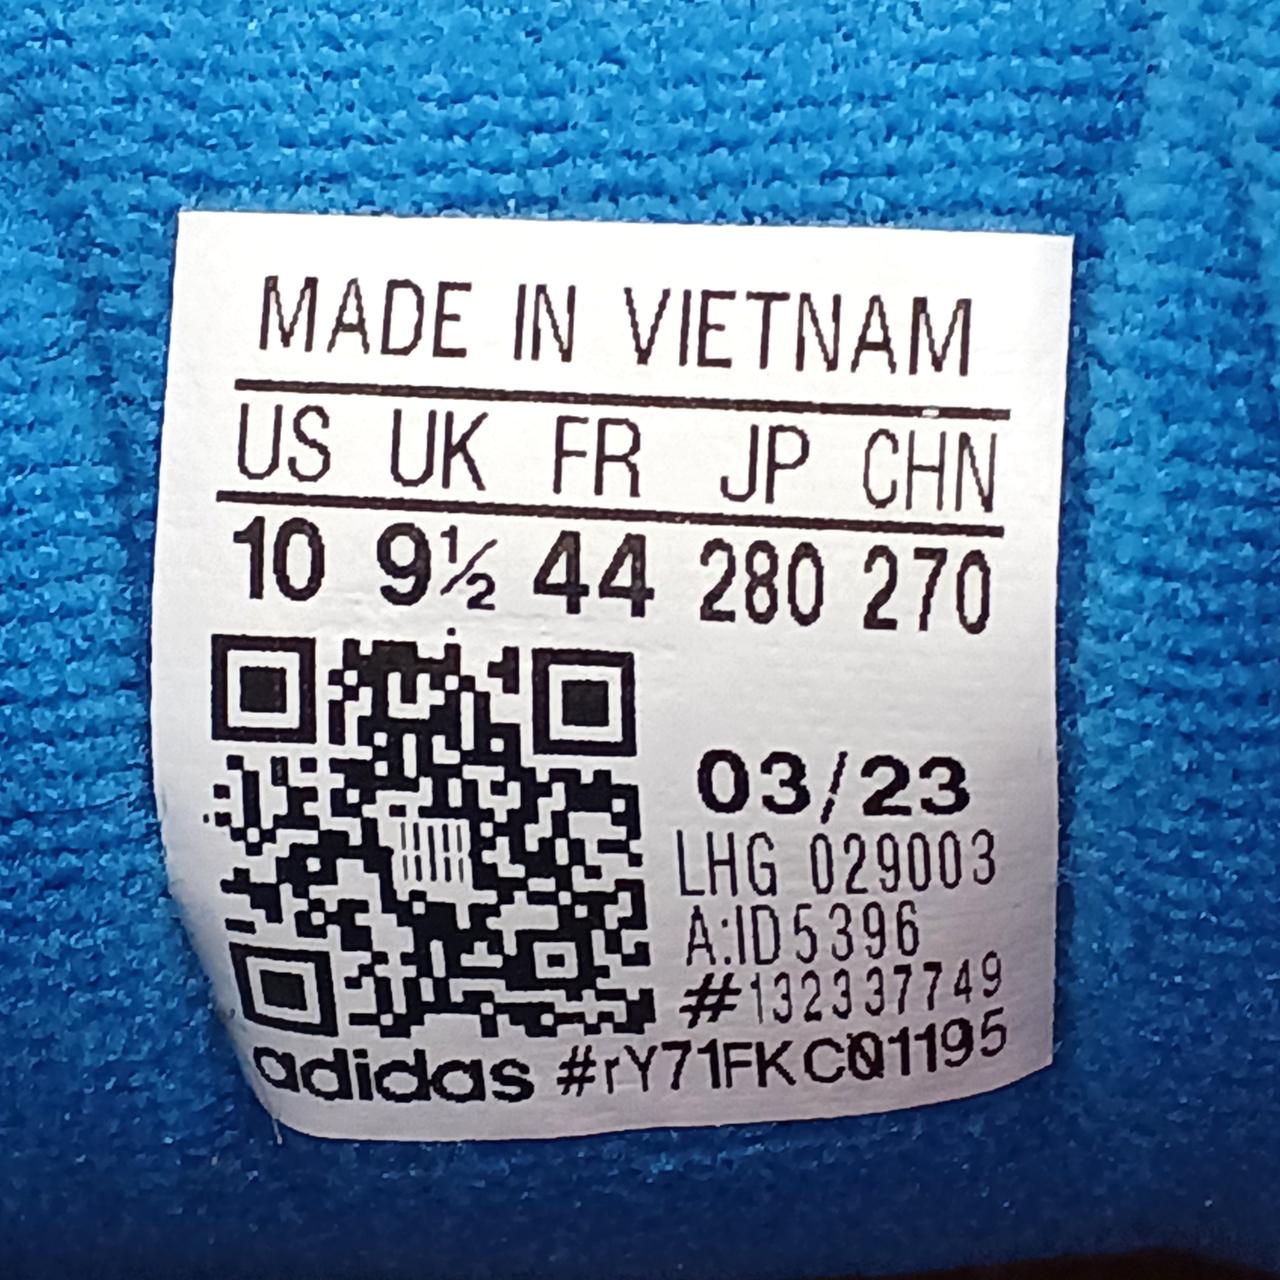 MADE IN VIETNAM
US UK FR JP CHN
10 9½ 44 280 270
03/23
LHG 029003
A:ID5396
#132337749
adidas #rY71FKC01195